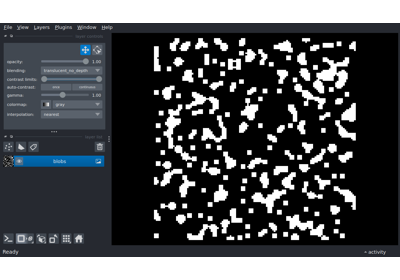 File View Layers Plugins Window Help
layer controls
opacity: 1.00
blending: translucent_no_depth
contrast limits:
auto-contrast: once continuous
gamma: 1.00
colormap: gray
interpolation: nearest
layer list
blobs
Ready activity